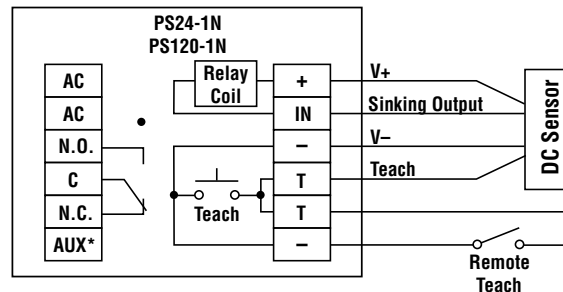 PS24-1N
PS120-1N
AC
AC
N.O.
C
N.C.
AUX*
Relay
Coil
Teach
+
IN
–
T
T
–
V+
Sinking Output
V–
Teach
DC Sensor
Remote
Teach